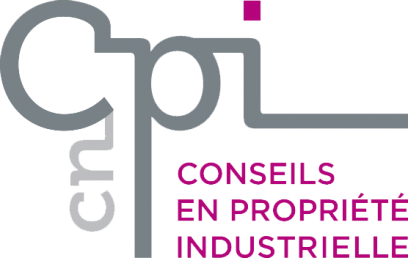 cpi
cn
CONSEILS
EN PROPRIÉTÉ
INDUSTRIELLE